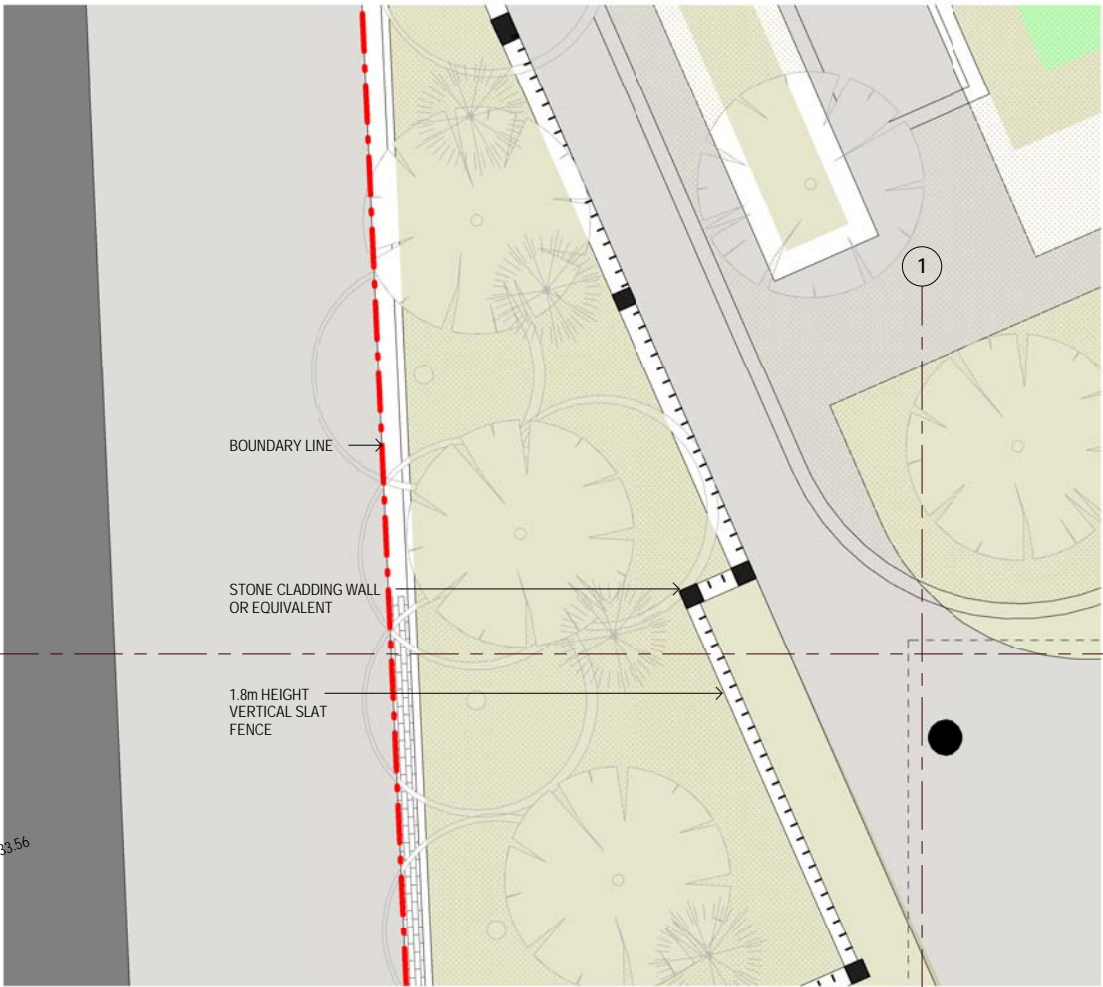 1
BOUNDARY LINE
STONE CLADDING WALL
OR EQUIVALENT
1.8m HEIGHT
VERTICAL SLAT
FENCE
33.56